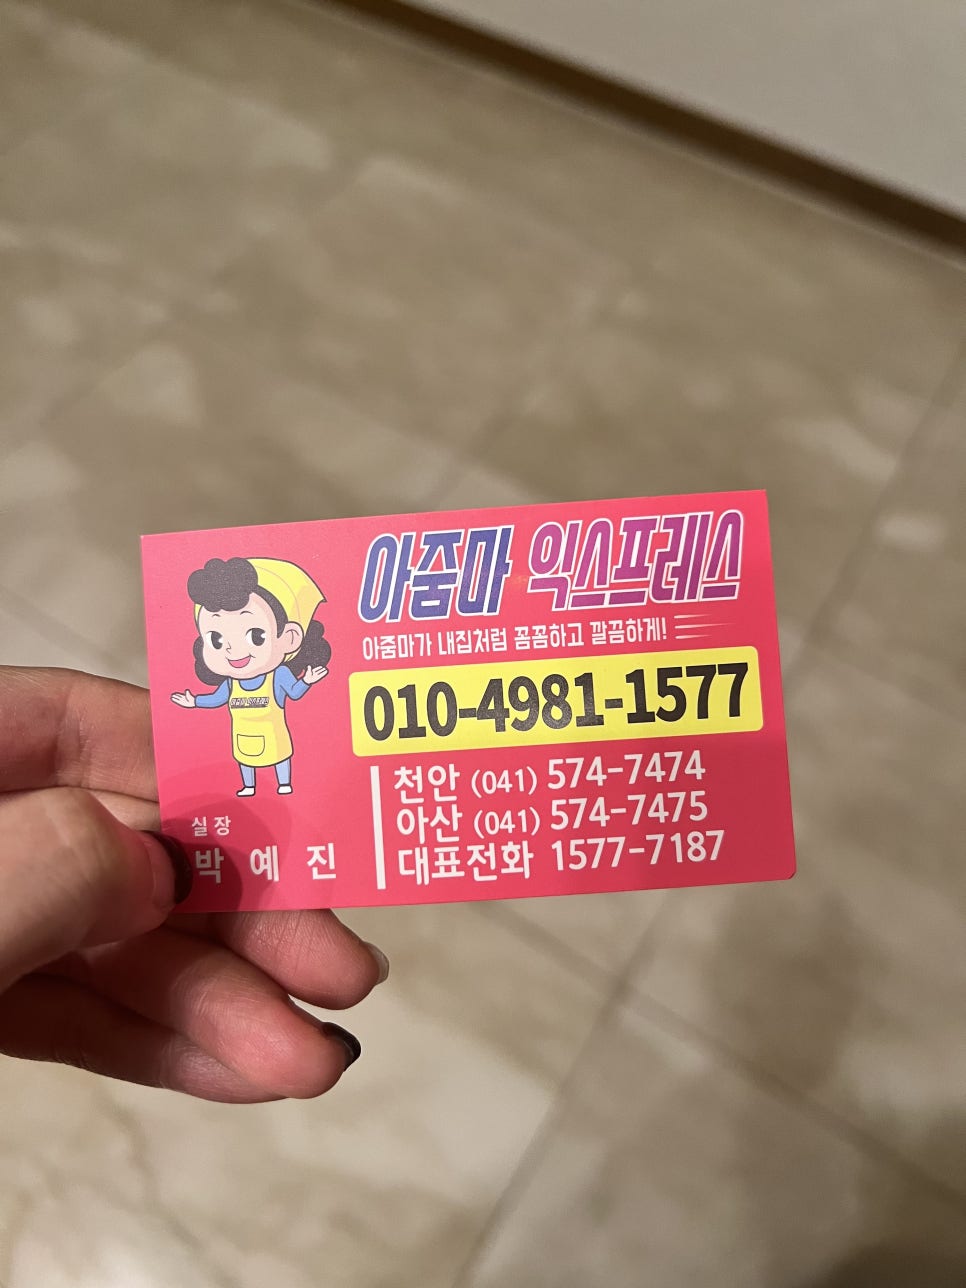 아줌마 익스프레스
아줌마가 내집처럼 꼼꼼하고 깔끔하게!
010-4981-1577
천안 (041) 574-7474
아산 (041) 574-7475
대표전화 1577-7187
실장
박 예 진